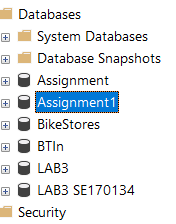 Databases
System Databases
Database Snapshots
Assignment
Assignment1
BikeStores
BTIn
LAB3
LAB3 SE170134
Security